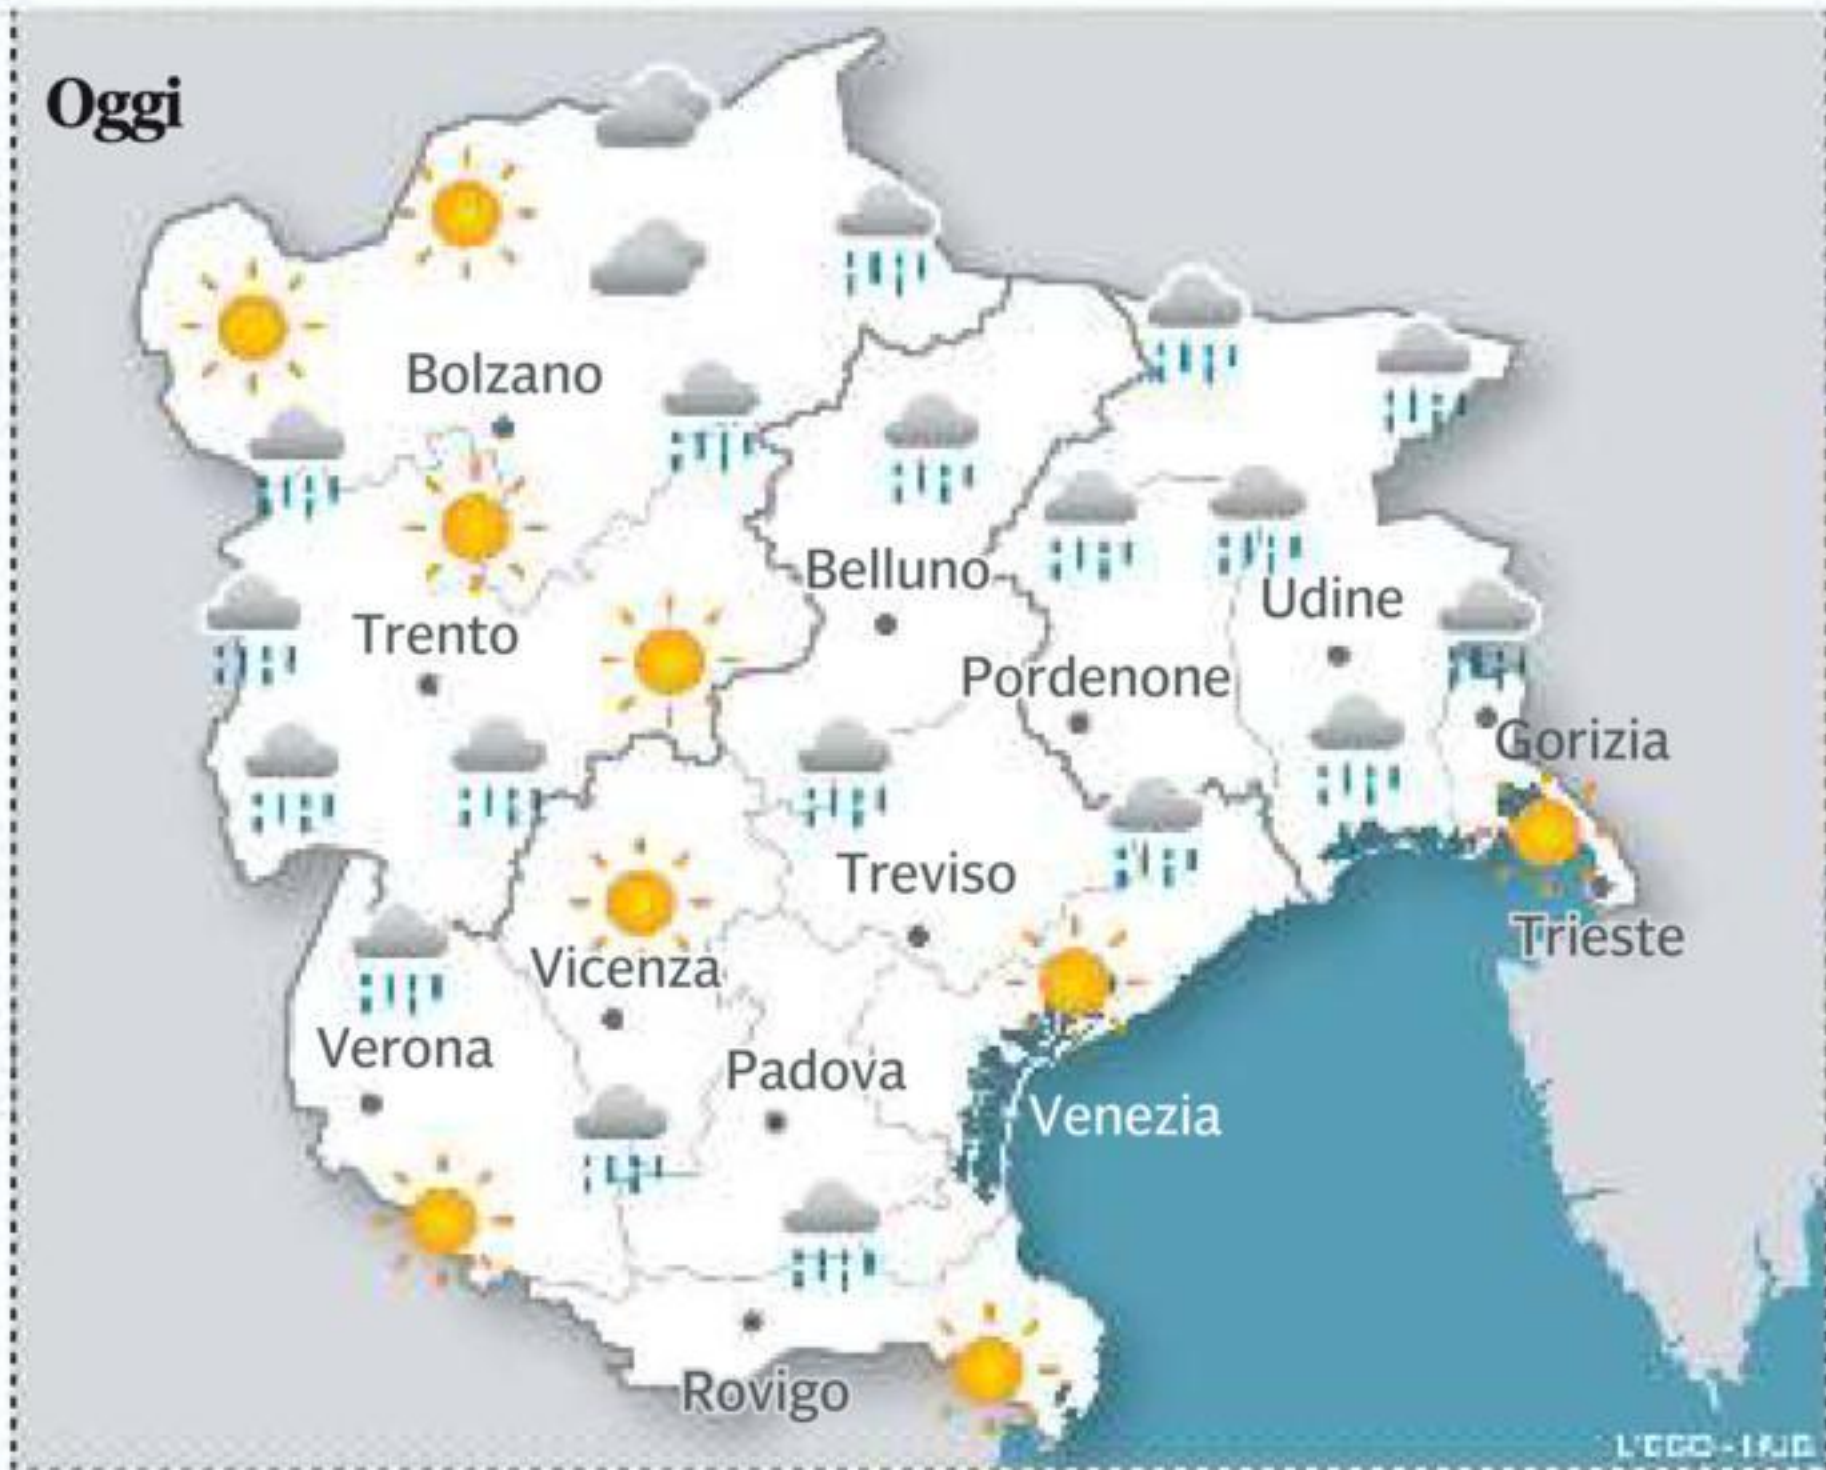 Oggi
Bolzano
Belluno
Udine
Trento
Pordenone
Gorizia
Treviso
Trieste
Vicenza
Verona
Padova
Venezia
Rovigo